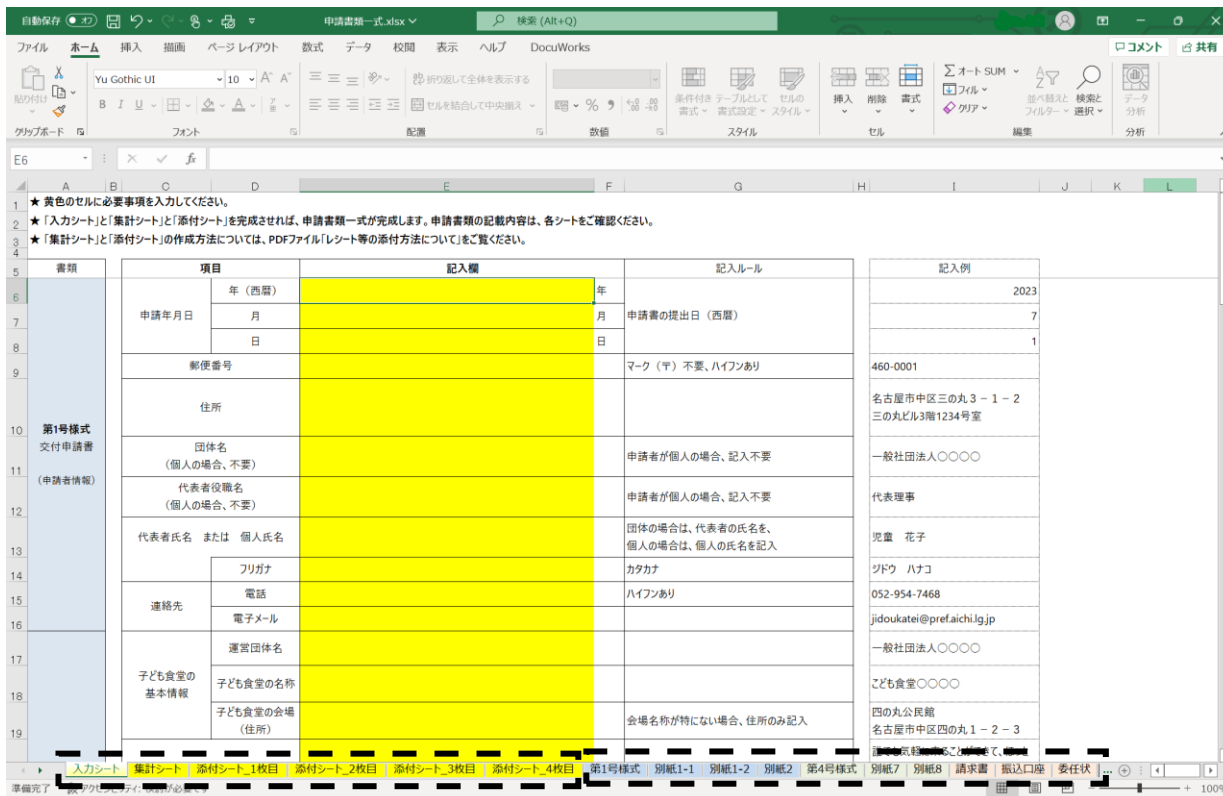 自動保存 オフ 申請書類一式.xlsx 検索 (Alt+Q)
ファイル ホーム 挿入 描画 ページ レイアウト 数式 データ 校閲 表示 ヘルプ DocuWorks コメント 共有
貼り付け Yu Gothic UI 10 A A 折り返して全体を表示する 条件付き書式 テーブルとして書式設定 セルのスタイル 挿入 削除 書式 オート SUM フィル クリア 並べ替えとフィルター 検索と選択 データ分析
B I U A セルを結合して中央揃え %
クリップボード フォント 配置 数値 スタイル セル 編集 分析
E6 fx
A B C D E F G H I J K L
1 ★ 黄色のセルに必要事項を入力してください。
2 ★「入力シート」と「集計シート」と「添付シート」を完成させれば、申請書類一式が完成します。申請書類の記載内容は、各シートをご確認ください。
3 ★「集計シート」と「添付シート」の作成方法については、PDFファイル「レシート等の添付方法について」をご覧ください。
4
5 書類 項目 記入欄 記入ルール 記入例
6 年（西暦） 年 2023
7 申請年月日 月 月 申請書の提出日（西暦） 7
8 日 日 1
9 郵便番号 マーク（〒）不要、ハイフンあり 460-0001
住所 名古屋市中区三の丸３－１－２
三の丸ビル3階1234号室
10 第1号様式
交付申請書
団体名
11 （個人の場合、不要） 申請者が個人の場合、記入不要 一般社団法人○○○○
（申請者情報）
代表者役職名
12 （個人の場合、不要） 申請者が個人の場合、記入不要 代表理事
13 代表者氏名 または 個人氏名 団体の場合は、代表者の氏名を、
個人の場合は、個人の氏名を記入 児童 花子
14 フリガナ カタカナ ジドウ ハナコ
15 連絡先 電話 ハイフンあり 052-954-7468
16 電子メール jidoukatei@pref.aichi.lg.jp
17 運営団体名 一般社団法人○○○○
子ども食堂の
基本情報
18 子ども食堂の名称 こども食堂○○○○
19 子ども食堂の会場
（住所） 会場名称が特にない場合、住所のみ記入 四の丸公民館
名古屋市中区四の丸１－２－３
入力シート 集計シート 添付シート_1枚目 添付シート_2枚目 添付シート_3枚目 添付シート_4枚目 第1号様式 別紙1-1 別紙1-2 別紙2 第4号様式 別紙7 別紙8 請求書 振込口座 委任状 ...
準備完了 100%